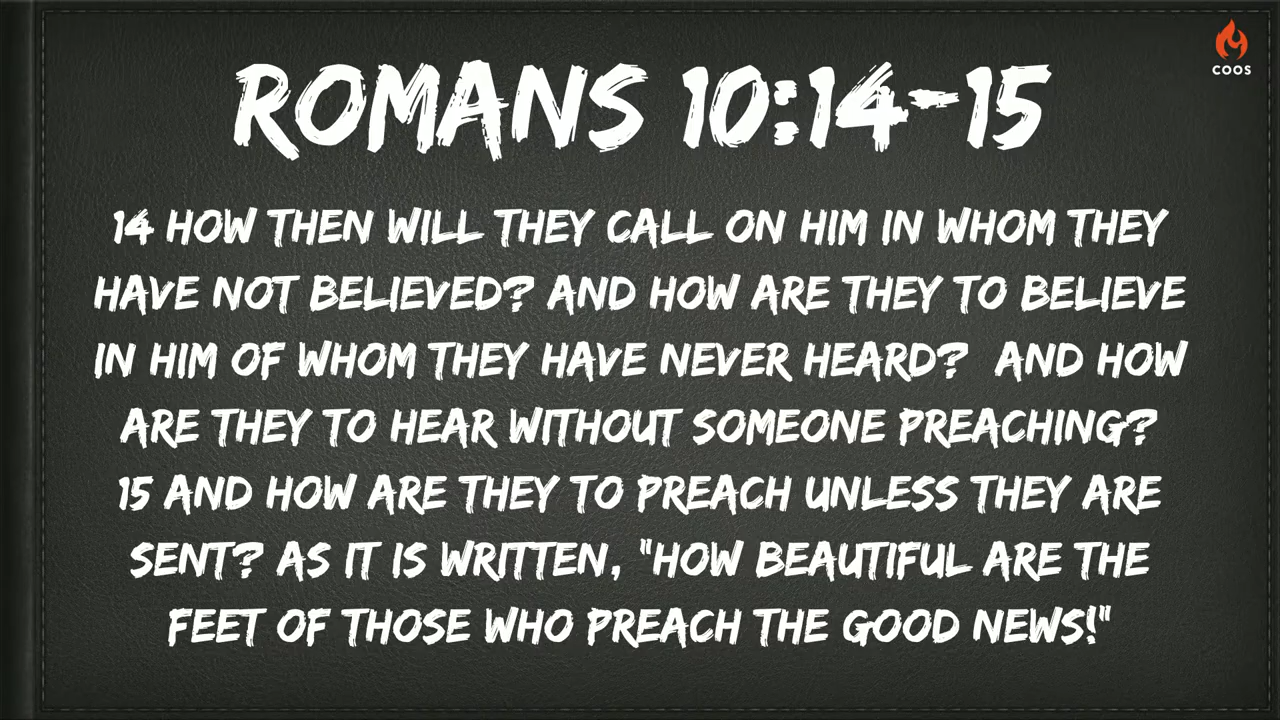 COOS
ROMANS 10:14-15
14 HOW THEN WILL THEY CALL ON HIM IN WHOM THEY
HAVE NOT BELIEVED? AND HOW ARE THEY TO BELIEVE
IN HIM OF WHOM THEY HAVE NEVER HEARD? AND HOW
ARE THEY TO HEAR WITHOUT SOMEONE PREACHING?
15 AND HOW ARE THEY TO PREACH UNLESS THEY ARE
SENT? AS IT IS WRITTEN, "HOW BEAUTIFUL ARE THE
FEET OF THOSE WHO PREACH THE GOOD NEWS!"